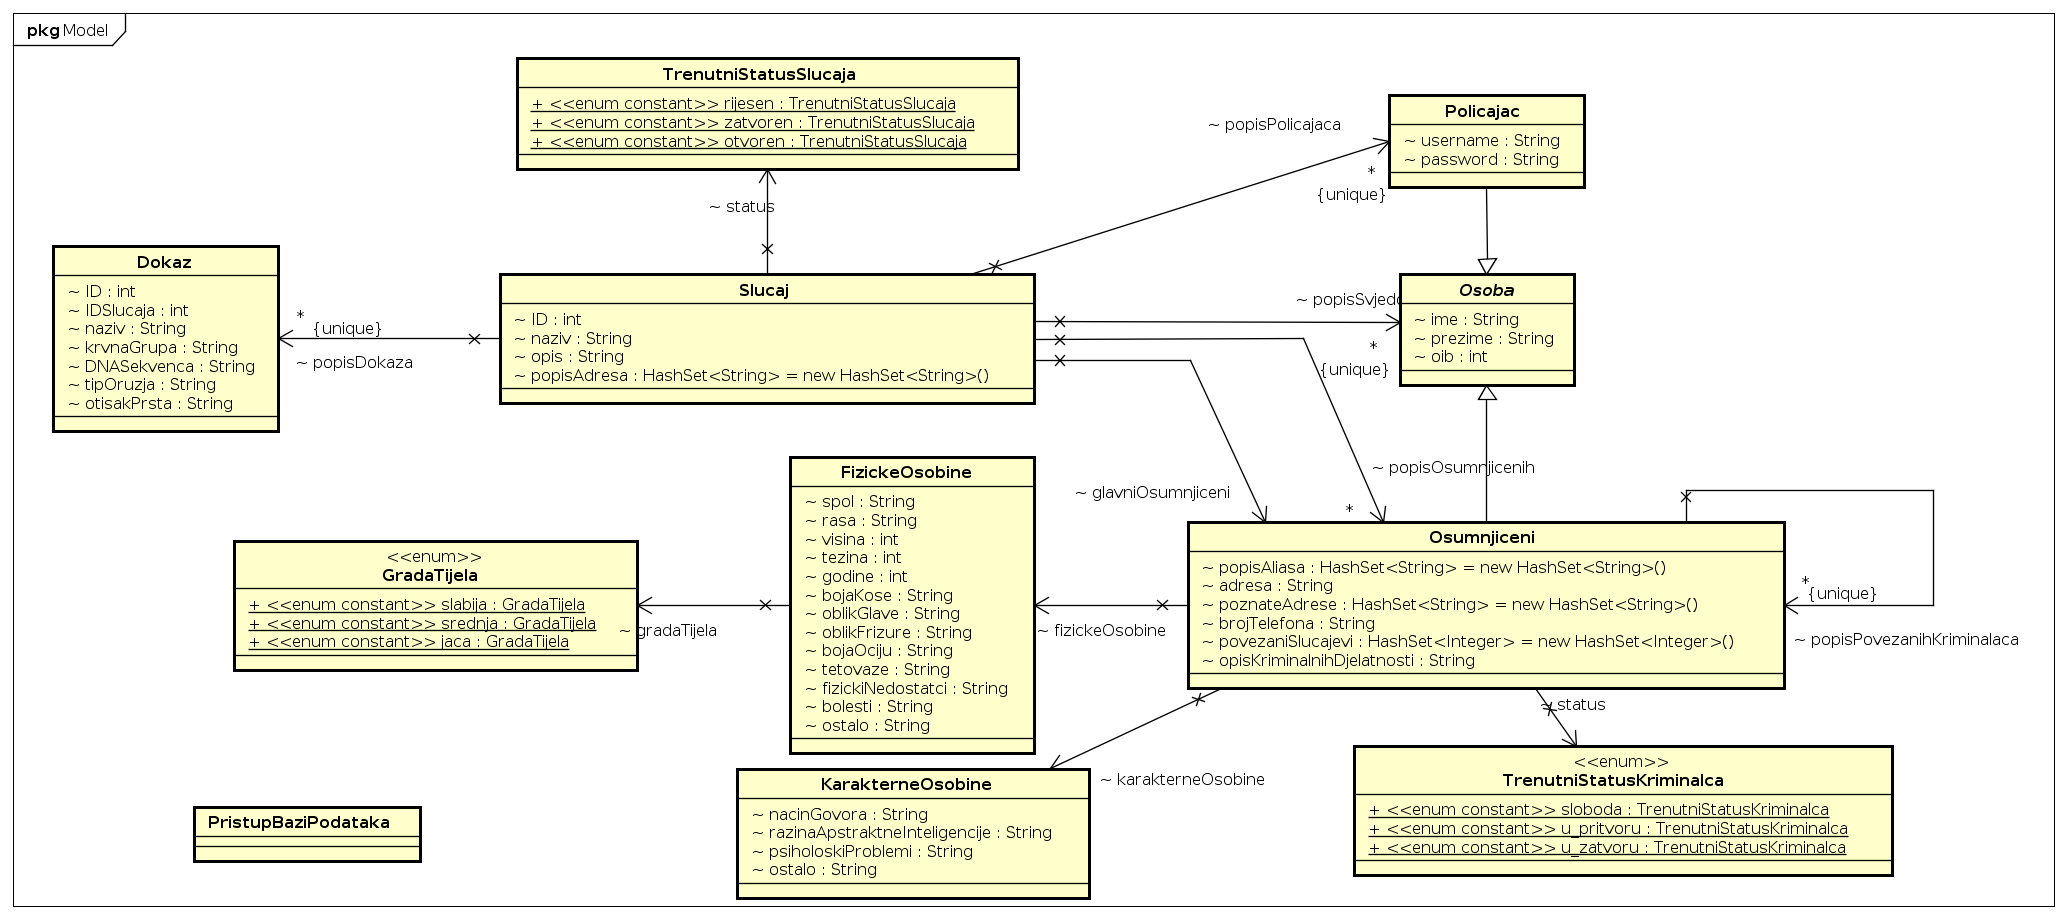 pkg Model
TrenutniStatusSlucaja
+ <<enum constant>> rijesen : TrenutniStatusSlucaja
+ <<enum constant>> zatvoren : TrenutniStatusSlucaja
+ <<enum constant>> otvoren : TrenutniStatusSlucaja
Policajac
~ username : String
~ password : String
~ popisPolicajaca
*
{unique}
~ status
Dokaz
~ ID : int
~ IDSlucaja : int
~ naziv : String
~ krvnaGrupa : String
~ DNASekvenca : String
~ tipOruzja : String
~ otisakPrsta : String
*
{unique}
~ popisDokaza
Slucaj
~ ID : int
~ naziv : String
~ opis : String
~ popisAdresa : HashSet<String> = new HashSet<String>()
~ popisSvjedo
*
{unique}
Osoba
~ ime : String
~ prezime : String
~ oib : int
~ popisOsumnjicenih
*
~ glavniOsumnjiceni
FizickeOsobine
~ spol : String
~ rasa : String
~ visina : int
~ tezina : int
~ godine : int
~ bojaKose : String
~ oblikGlave : String
~ oblikFrizure : String
~ bojaOciju : String
~ tetovaze : String
~ fizickiNedostatci : String
~ bolesti : String
~ ostalo : String
<<enum>>
GradaTijela
+ <<enum constant>> slabija : GradaTijela
+ <<enum constant>> srednja : GradaTijela
+ <<enum constant>> jaca : GradaTijela
~ gradaTijela
~ fizickeOsobine
Osumnjiceni
~ popisAliasa : HashSet<String> = new HashSet<String>()
~ adresa : String
~ poznateAdrese : HashSet<String> = new HashSet<String>()
~ brojTelefona : String
~ povezaniSlucajevi : HashSet<Integer> = new HashSet<Integer>()
~ opisKriminalnihDjelatnosti : String
*
{unique}
~ popisPovezanihKriminalaca
~ status
~ karakterneOsobine
KarakterneOsobine
~ nacinGovora : String
~ razinaApstraktneInteligencije : String
~ psiholoskiProblemi : String
~ ostalo : String
<<enum>>
TrenutniStatusKriminalca
+ <<enum constant>> sloboda : TrenutniStatusKriminalca
+ <<enum constant>> u_pritvoru : TrenutniStatusKriminalca
+ <<enum constant>> u_zatvoru : TrenutniStatusKriminalca
PristupBaziPodataka